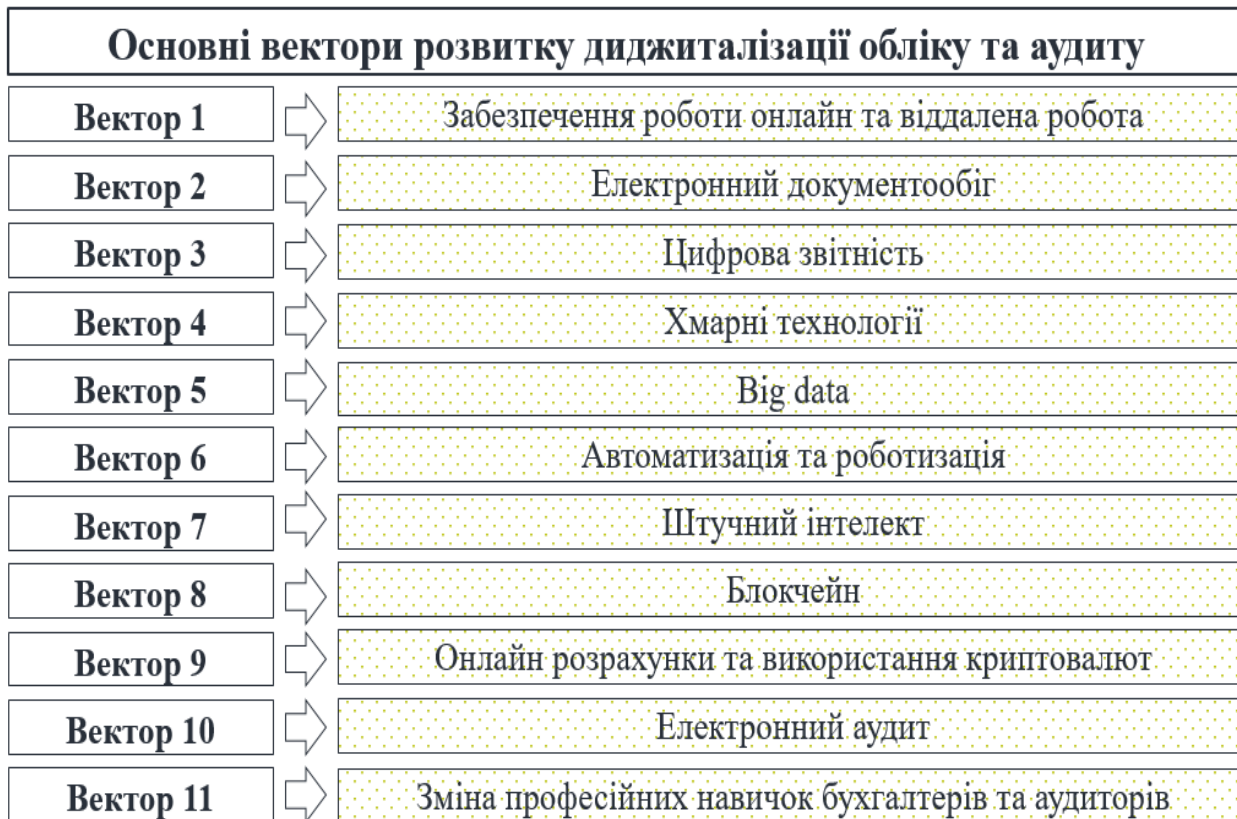 Основні вектори розвитку диджиталізації обліку та аудиту
Вектор 1 Забезпечення роботи онлайн та віддалена робота
Вектор 2 Електронний документообіг
Вектор 3 Цифрова звітність
Вектор 4 Хмарні технології
Вектор 5 Big data
Вектор 6 Автоматизація та роботизація
Вектор 7 Штучний інтелект
Вектор 8 Блокчейн
Вектор 9 Онлайн розрахунки та використання криптовалют
Вектор 10 Електронний аудит
Вектор 11 Зміна професійних навичок бухгалтерів та аудиторів